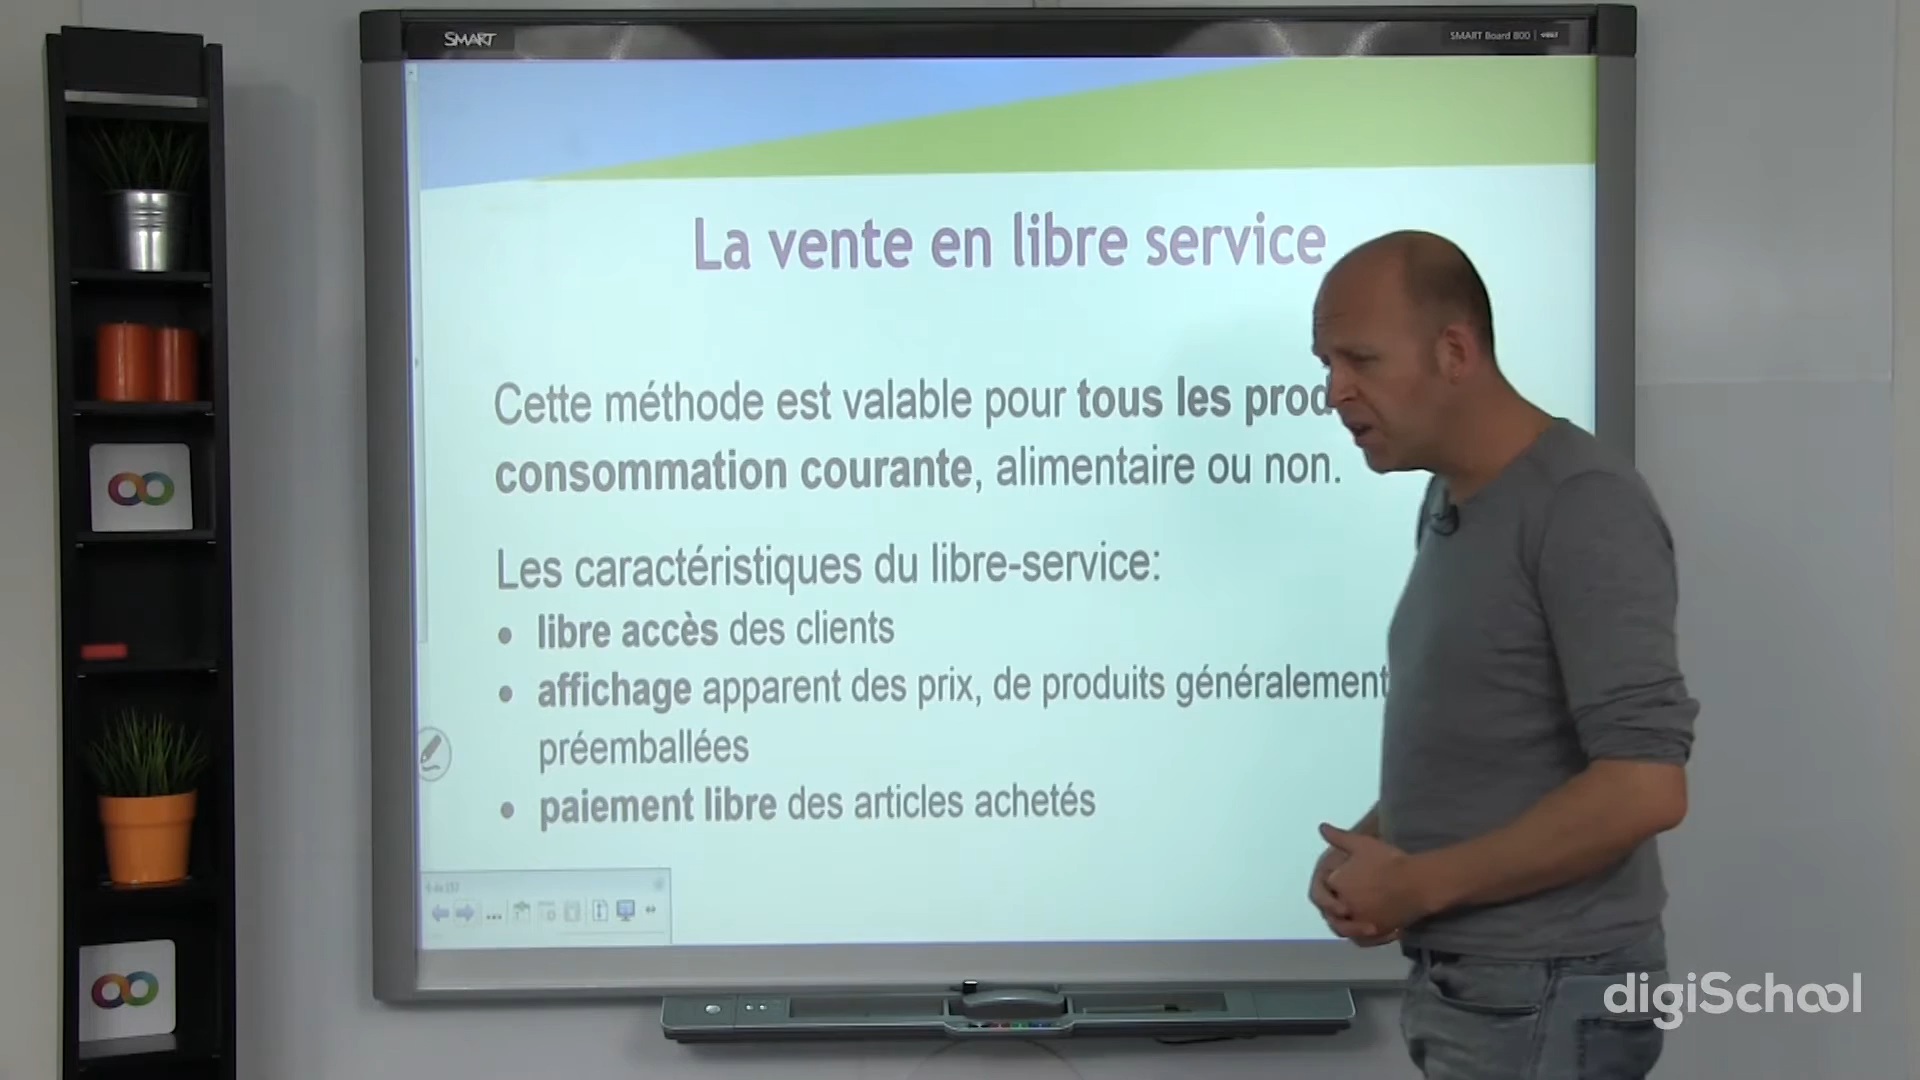 SMART
SMART Board 800
La vente en libre service
Cette méthode est valable pour tous les prod
consommation courante, alimentaire ou non.
Les caractéristiques du libre-service:
• libre accès des clients
• affichage apparent des prix, de produits généralement
préemballées
• paiement libre des articles achetés
digiSchool